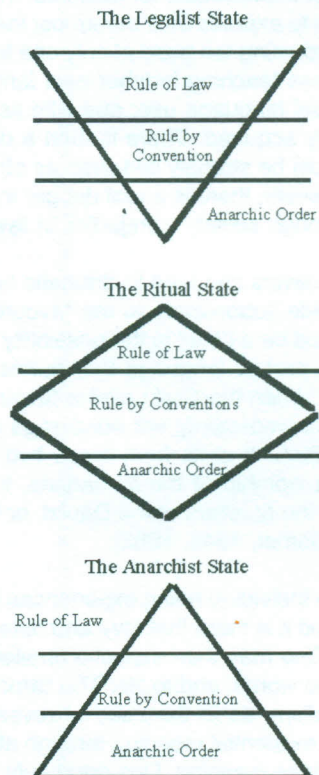 The Legalist State
Rule of Law
Rule by
Convention
Anarchic Order
The Ritual State
Rule of Law
Rule by Conventions
Anarchic Order
The Anarchist State
Rule of Law
Rule by Convention
Anarchic Order